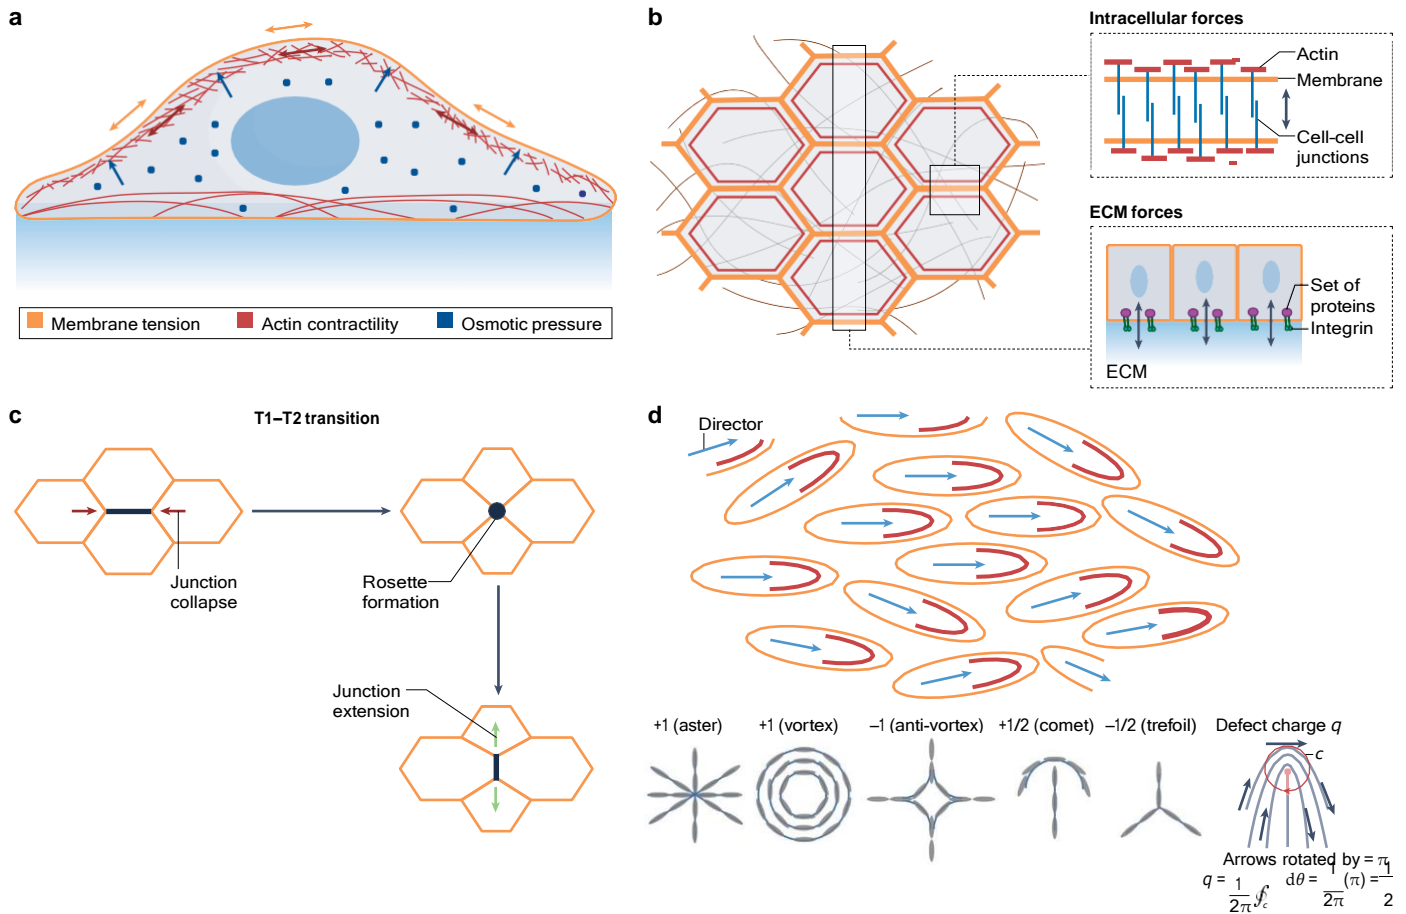 a
Membrane tension
Actin contractility
Osmotic pressure
b
Intracellular forces
Actin
Membrane
Cell-cell
junctions
ECM forces
Set of
proteins
Integrin
ECM
c
T1–T2 transition
Junction
collapse
Rosette
formation
Junction
extension
d
Director
+1 (aster)
+1 (vortex)
–1 (anti-vortex)
+1/2 (comet)
–1/2 (trefoil)
Defect charge q
c
Arrows rotated by = π
q = 1/2π ∮c dθ = 1/2π (π) = 1/2